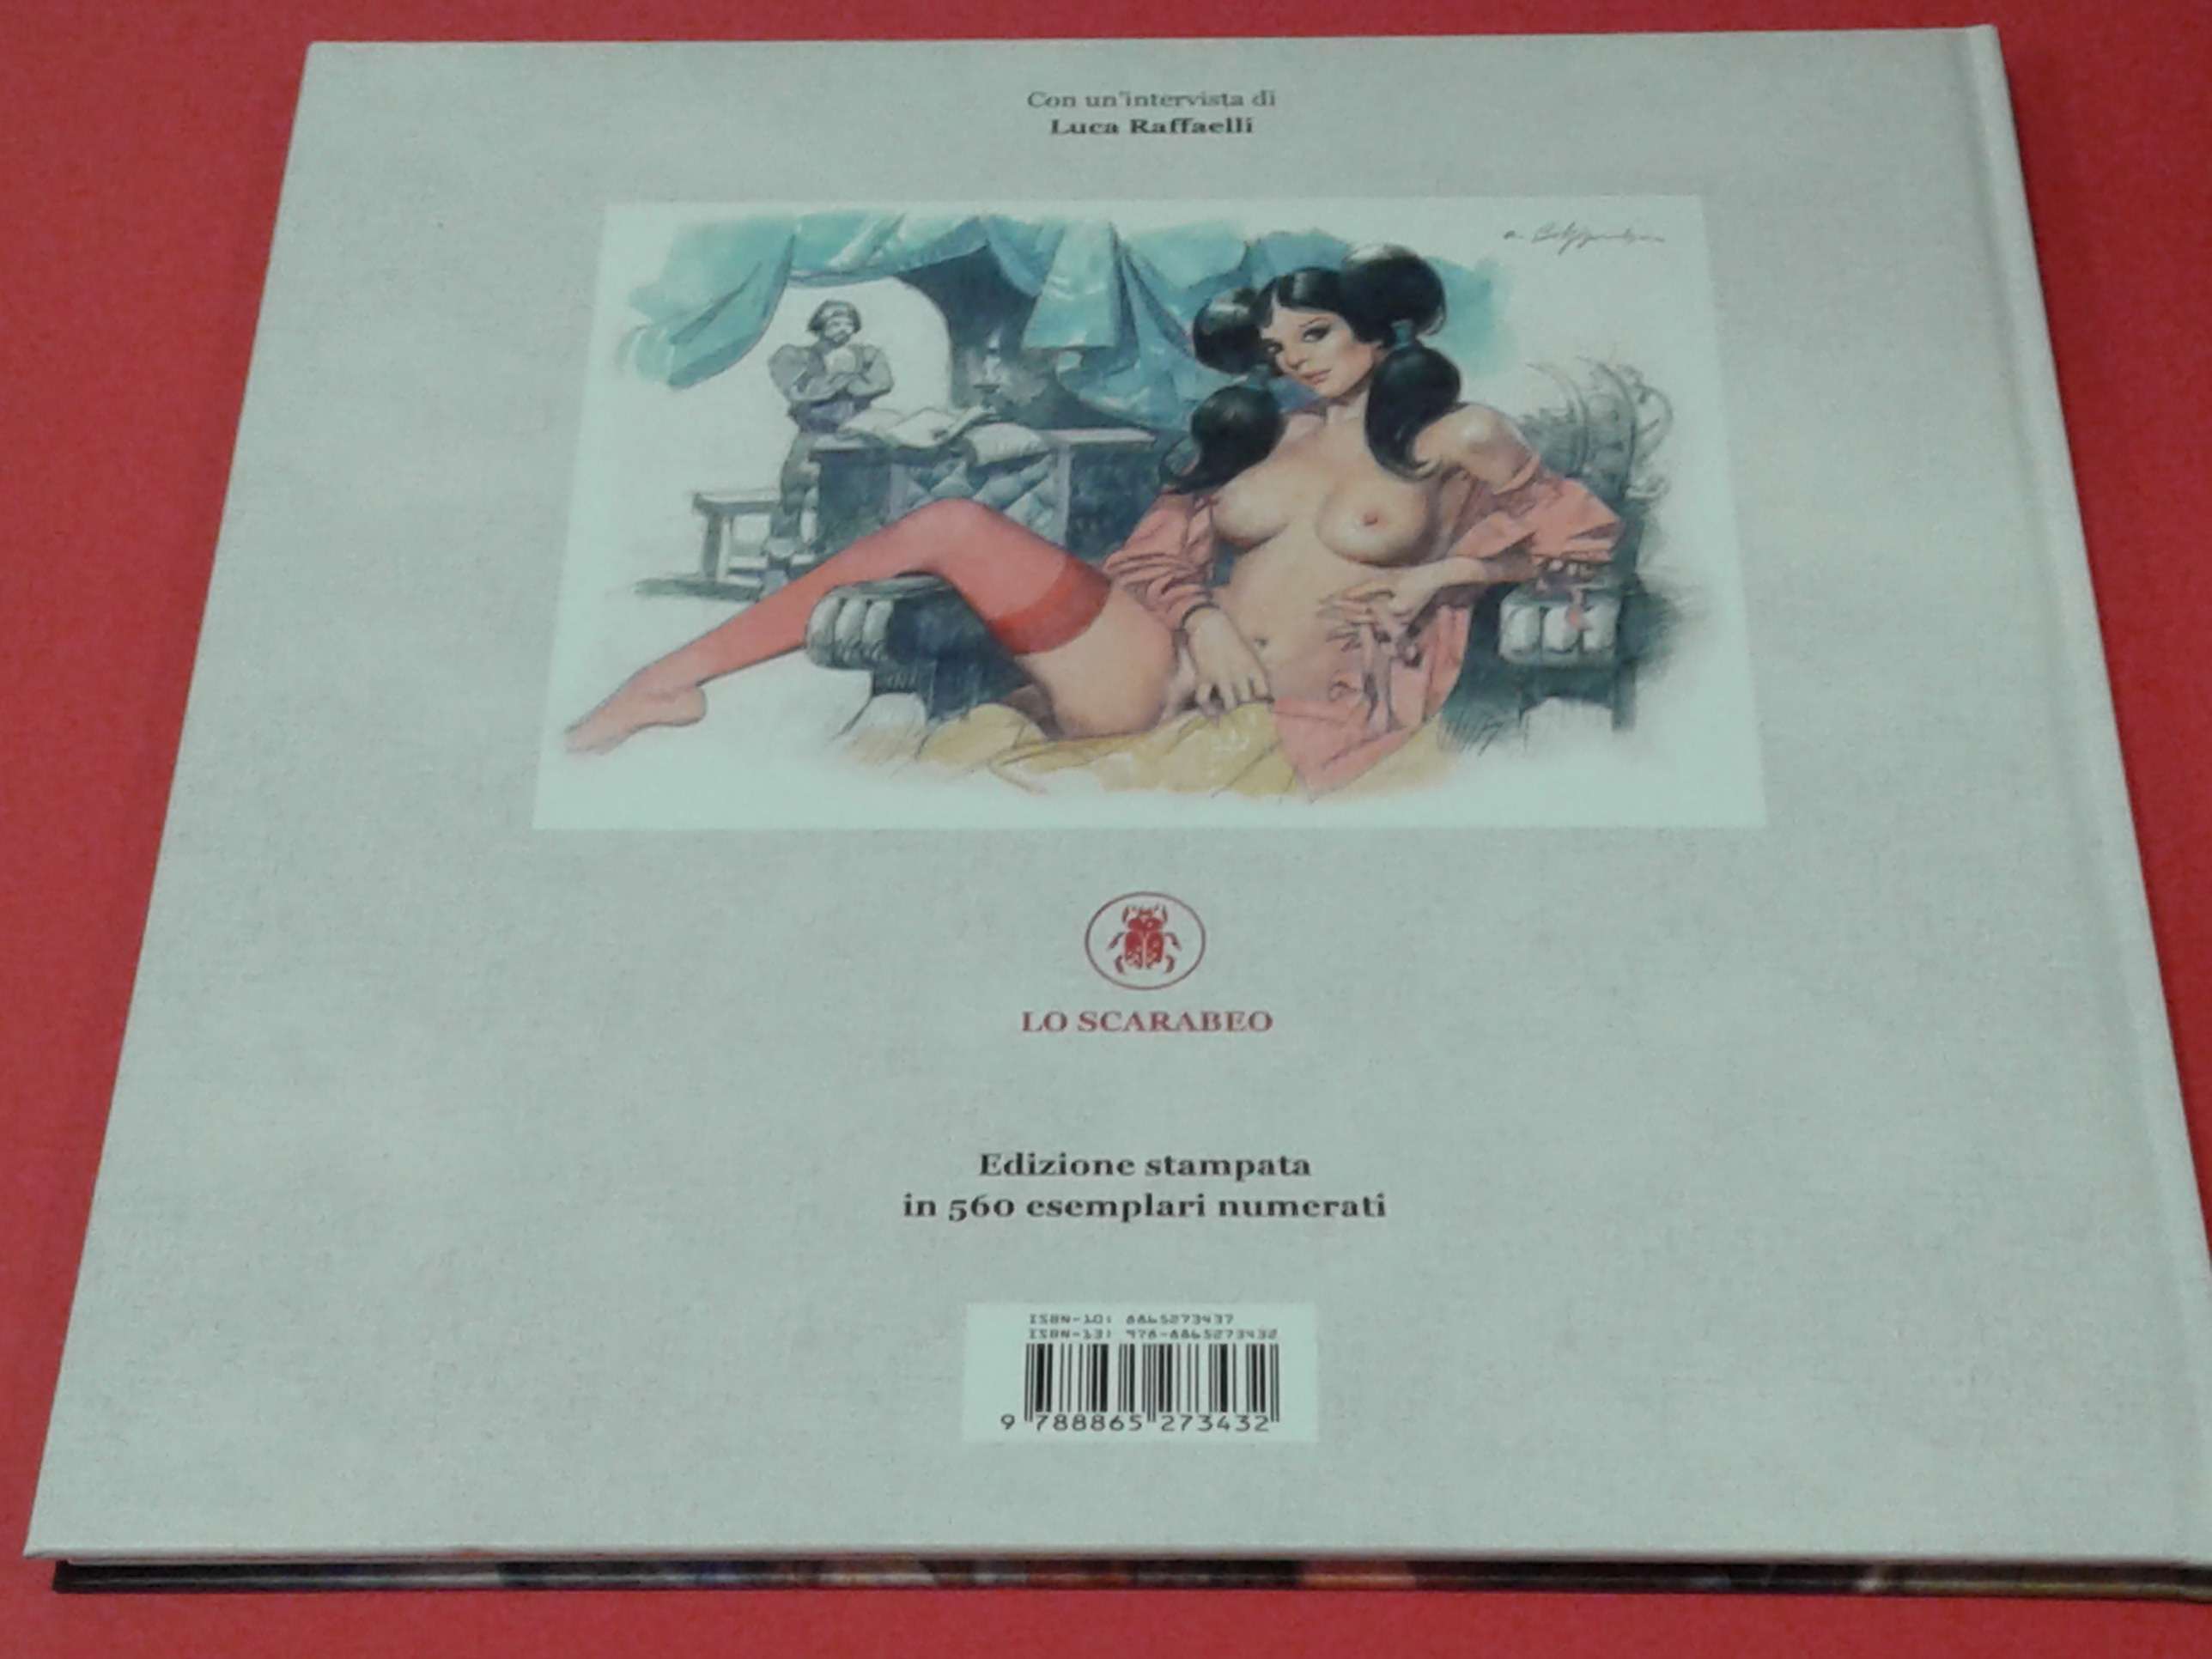 Con un'intervista di
Luca Raffaelli
LO SCARABEO
Edizione stampata
in 560 esemplari numerati
ISBN-10: 8865273437
ISBN-13: 978-8865273432
9 788865 273432